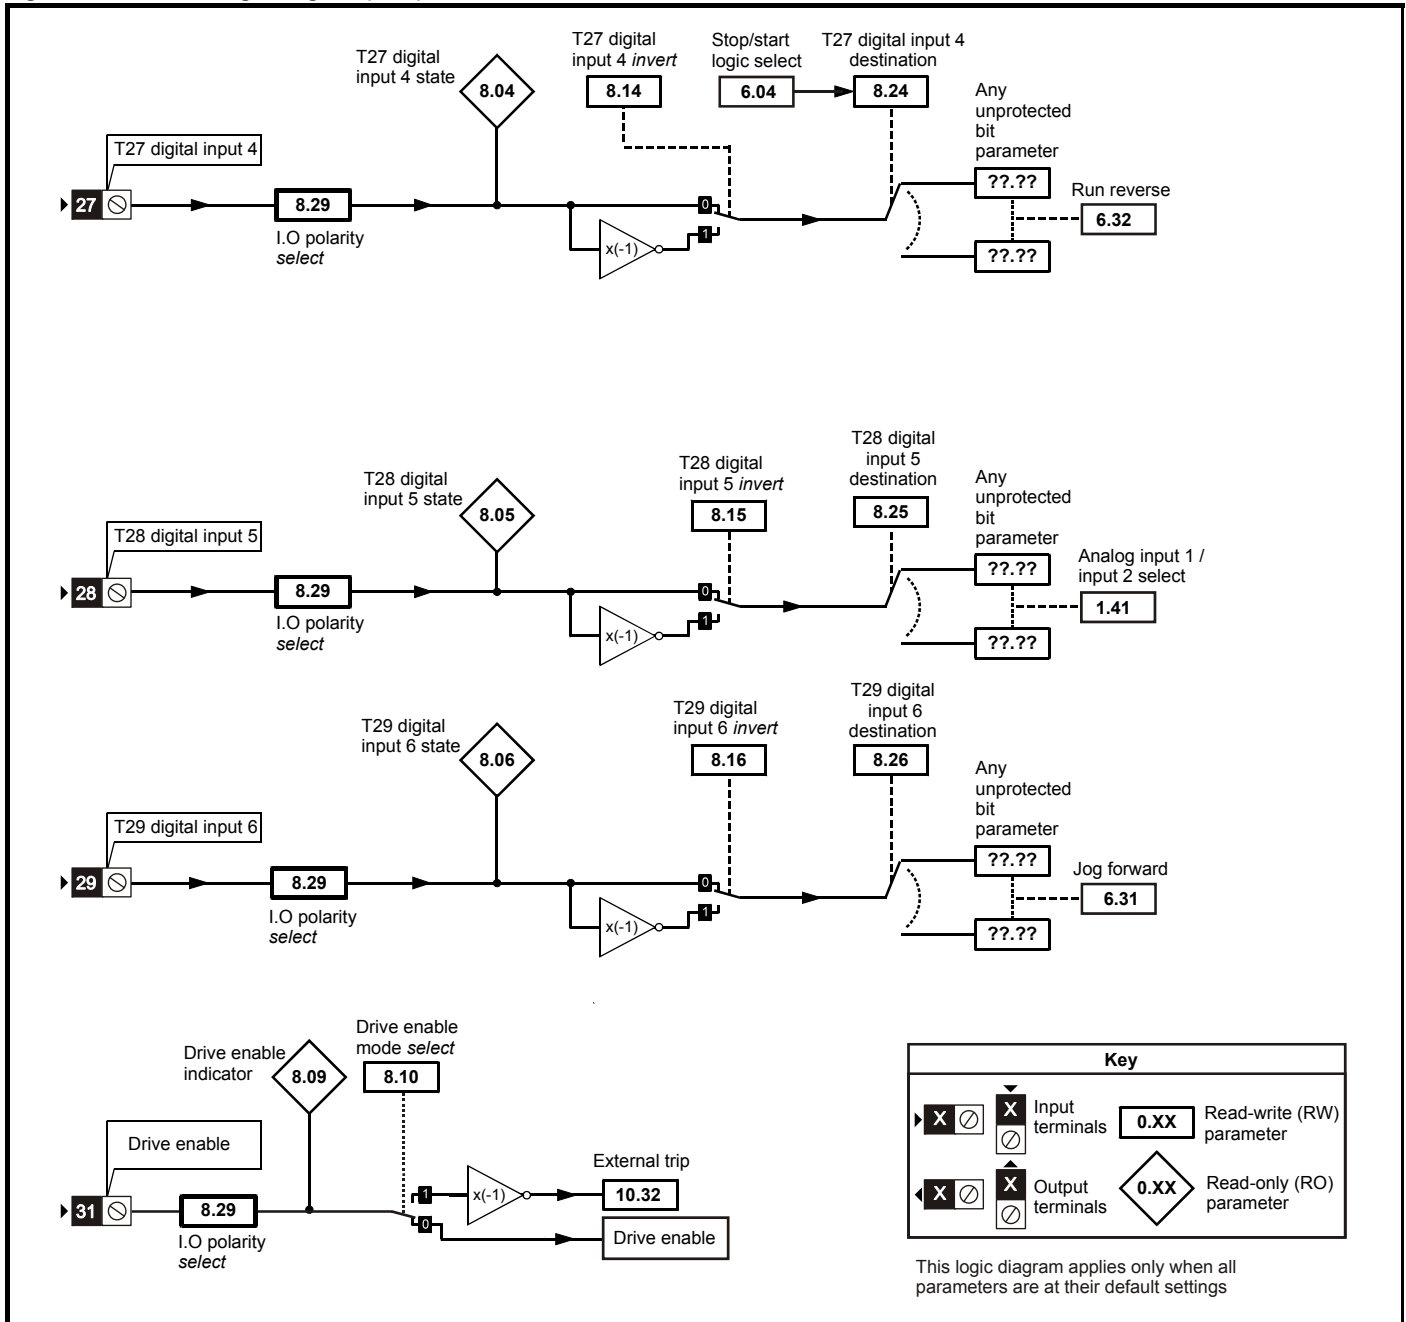 T27 digital
input 4 state
8.04
T27 digital
input 4 invert
8.14
Stop/start
logic select
6.04
T27 digital input 4
destination
8.24
Any
unprotected
bit
parameter
T27 digital input 4
27
8.29
I.O polarity
select
0
1
x(-1)
??.??
??.??
Run reverse
6.32
T28 digital
input 5 state
8.05
T28 digital
input 5 invert
8.15
T28 digital
input 5
destination
8.25
Any
unprotected
bit
parameter
T28 digital input 5
28
8.29
I.O polarity
select
0
1
x(-1)
??.??
??.??
Analog input 1 /
input 2 select
1.41
T29 digital
input 6 state
8.06
T29 digital
input 6 invert
8.16
T29 digital
input 6
destination
8.26
Any
unprotected
bit
parameter
T29 digital input 6
29
8.29
I.O polarity
select
0
1
x(-1)
??.??
??.??
Jog forward
6.31
Drive enable
indicator
8.09
Drive enable
mode select
8.10
Drive enable
31
8.29
I.O polarity
select
1
0
x(-1)
External trip
10.32
Drive enable
Key
X
X
Input
terminals
0.XX
Read-write (RW)
parameter
X
X
Output
terminals
0.XX
Read-only (RO)
parameter
This logic diagram applies only when all
parameters are at their default settings